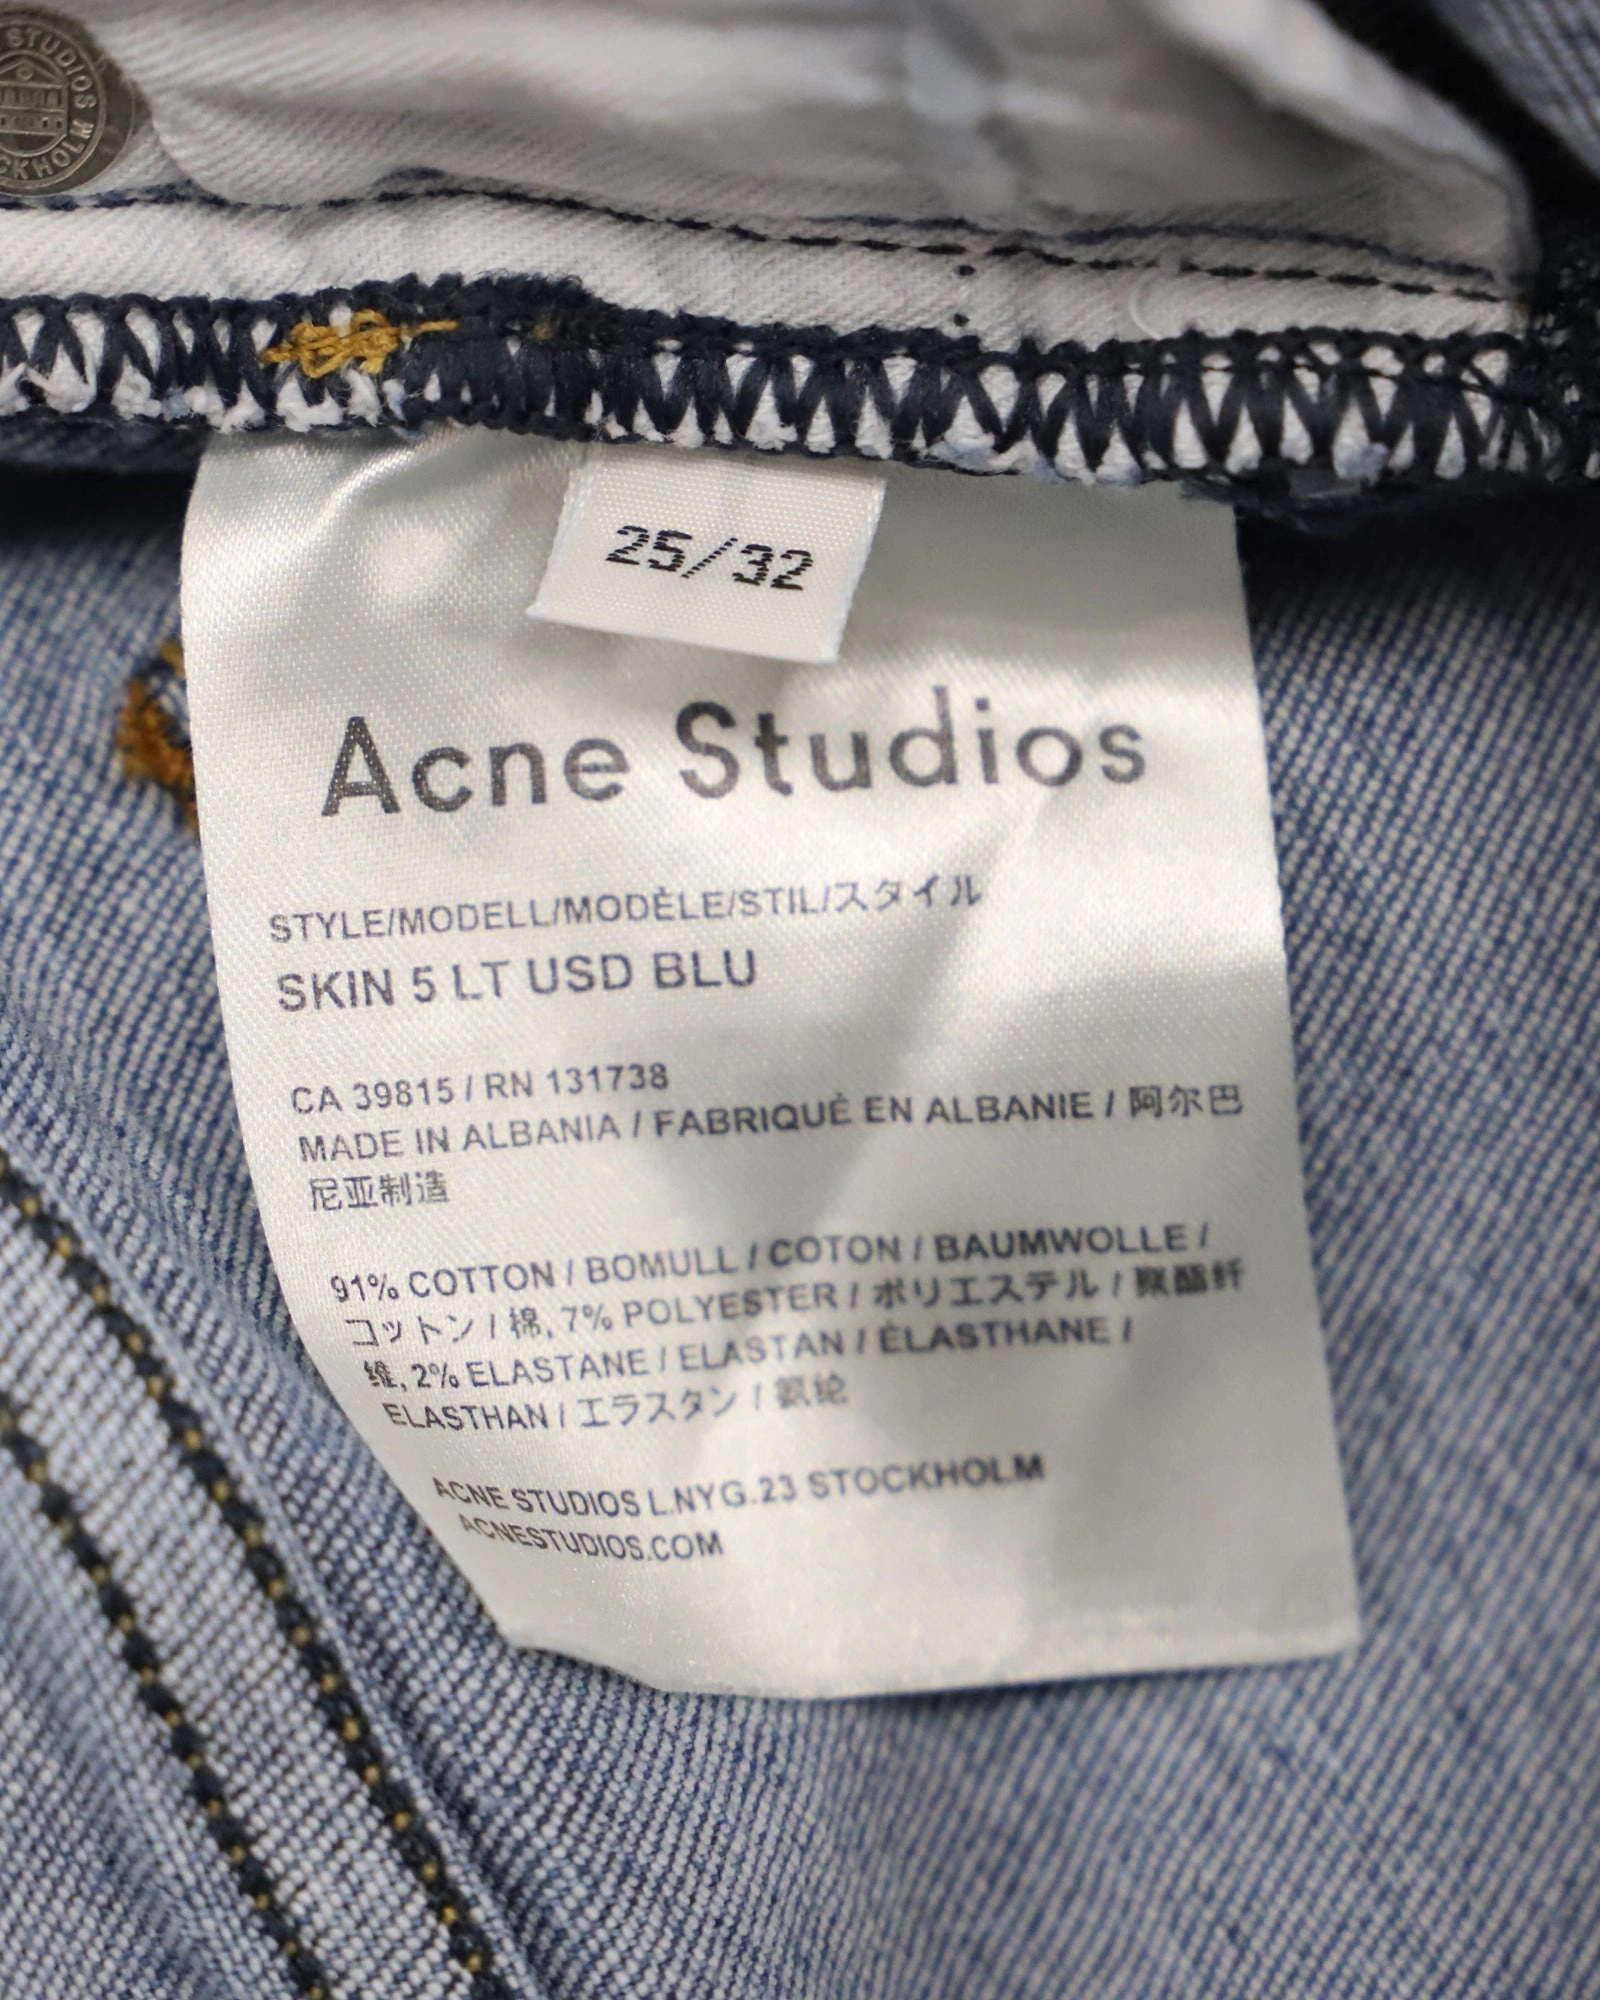 STUDIOS
25/32
Acne Studios
STYLE/MODELL/MODÈLE/STIL/スタイル
SKIN 5 LT USD BLU
CA 39815 / RN 131738
MADE IN ALBANIA / FABRIQUÉ EN ALBANIE / 阿尔巴
尼亚制造
91% COTTON / BOMULL / COTON / BAUMWOLLE /
コットン / 棉, 7% POLYESTER / ポリエステル / 聚酯纤
维, 2% ELASTANE / ELASTAN / ÉLASTHANE /
ELASTHAN / エラスタン / 氨纶
ACNE STUDIOS L.NYG.23 STOCKHOLM
ACNESTUDIOS.COM